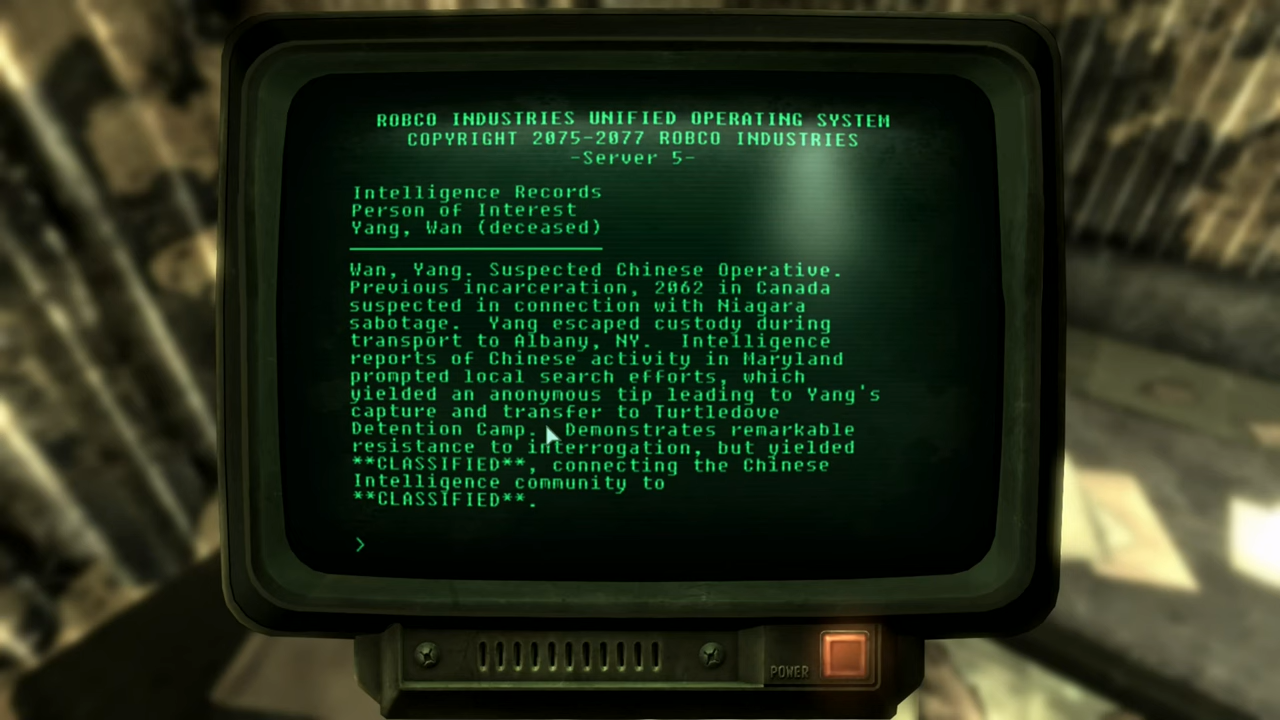 ROBCO INDUSTRIES UNIFIED OPERATING SYSTEM
COPYRIGHT 2075-2077 ROBCO INDUSTRIES
-Server 5-
Intelligence Records
Person of Interest
Yang, Wan (deceased)
Wan, Yang. Suspected Chinese Operative.
Previous incarceration, 2062 in Canada
suspected in connection with Niagara
sabotage.  Yang escaped custody during
transport to Albany, NY.  Intelligence
reports of Chinese activity in Maryland
prompted local search efforts, which
yielded an anonymous tip leading to Yang's
capture and transfer to Turtledove
Detention Camp.  Demonstrates remarkable
resistance to interrogation, but yielded
**CLASSIFIED**, connecting the Chinese
Intelligence community to
**CLASSIFIED**.
>
POWER